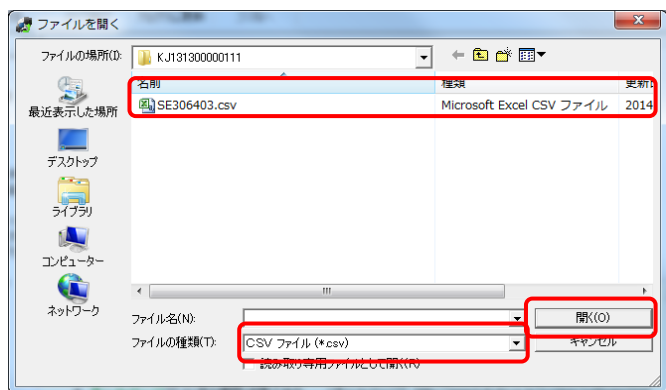 ファイルを開く
ファイルの場所(I):
KJ131300000111
名前
種類
更新日
SE306403.csv
Microsoft Excel CSV ファイル
2014
最近表示した場所
デスクトップ
ライブラリ
コンピューター
ネットワーク
ファイル名(N):
開く(O)
ファイルの種類(T):
CSV ファイル (*.csv)
キャンセル
読み取り専用ファイルとして開く(R)